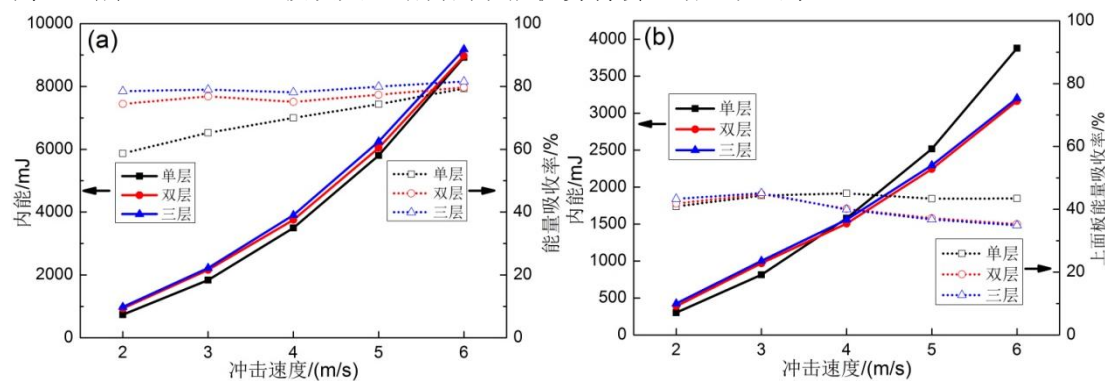 (a)
10000
8000
6000
4000
2000
0
内能/mJ
100
80
60
40
20
0
能量吸收率/%
单层
双层
三层
单层
双层
三层
2 3 4 5 6
冲击速度/(m/s)
(b)
4000
3500
3000
2500
2000
1500
1000
500
0
内能/mJ
100
80
60
40
20
0
上面板能量吸收率/%
单层
双层
三层
单层
双层
三层
2 3 4 5 6
冲击速度/(m/s)